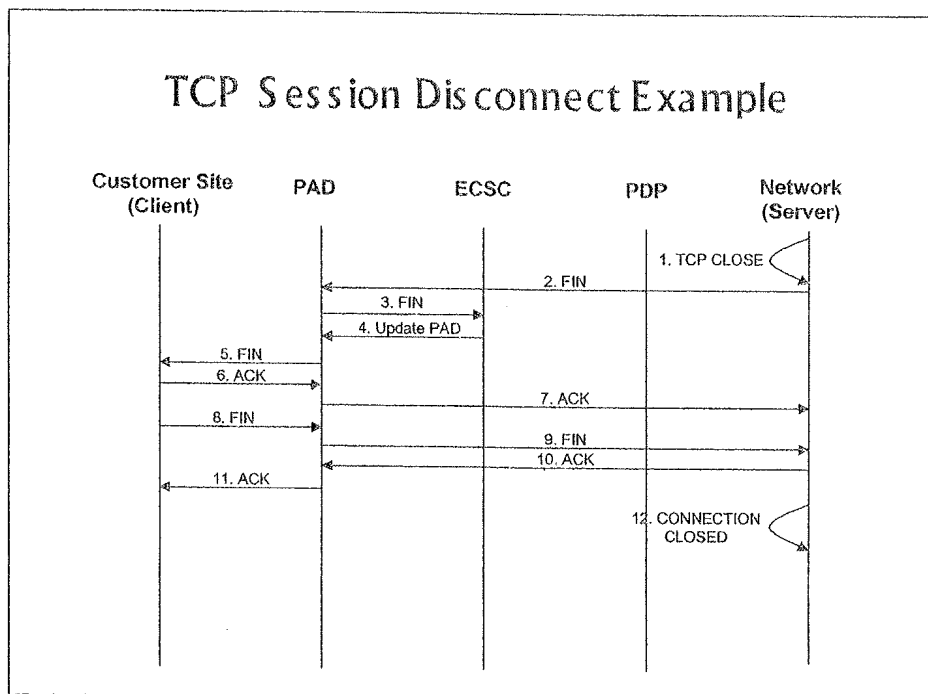 TCP Session Disconnect Example
Customer Site
(Client)
PAD
ECSC
PDP
Network
(Server)
1. TCP CLOSE
2. FIN
3. FIN
4. Update PAD
5. FIN
6. ACK
7. ACK
8. FIN
9. FIN
10. ACK
11. ACK
12. CONNECTION
CLOSED